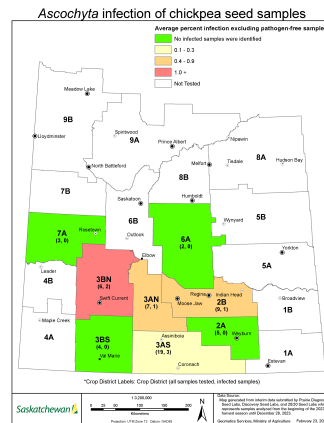 Ascochyta infection of chickpea seed samples
Average percent infection excluding pathogen-free sample
No infected samples were identified
0.1 - 0.3
0.4 - 0.9
1.0 +
Not Tested
Meadow Lake
9B
Lloydminster
Spiritwood
9A
Prince Albert
Nipawin
North Battleford
Melfort
Tisdale
8A
Hudson Bay
8B
7B
Humboldt
Saskatoon
6B
7A
(3, 0)
Rosetown
Outlook
6A
(2, 0)
Wynyard
5B
Yorkton
Elbow
5A
Leader
4B
3BN
(6, 2)
Swift Current
3AN
(7, 1)
Regina
Indian Head
Moose Jaw
2B
(9, 1)
Broadview
1B
Maple Creek
4A
3BS
(4, 0)
Val Marie
Assiniboia
3AS
(19, 3)
Coronach
2A
(5, 0)
Weyburn
1A
Estevan
*Crop District Labels: Crop District (all samples tested, infected samples)
Saskatchewan
Kilometres
N
Data Source:
Geomatics Services, Ministry of Agriculture